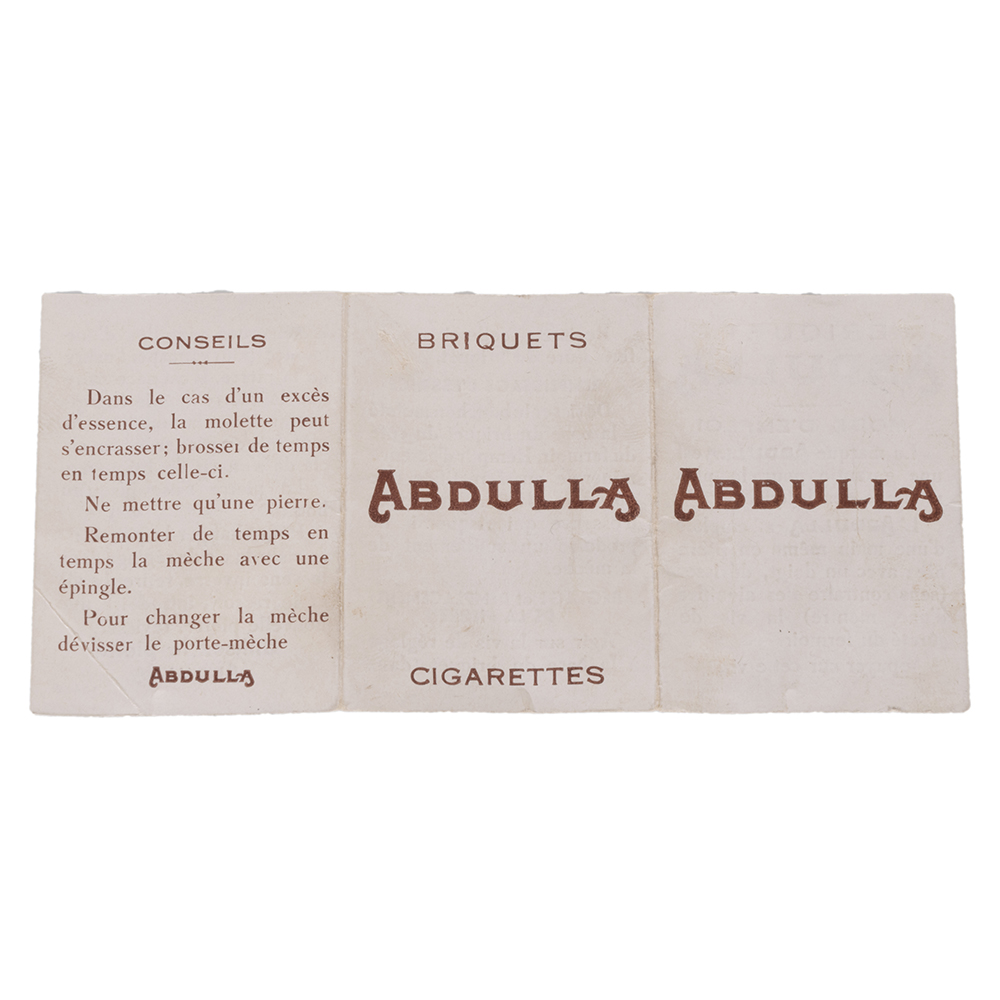 CONSEILS
Dans le cas d'un excès
d'essence, la molette peut
s'encrasser; brosser de temps
en temps celle-ci.
Ne mettre qu'une pierre.
Remonter de temps en
temps la mèche avec une
épingle.
Pour changer la mèche
dévisser le porte-mèche
ABDULLA
BRIQUETS
ABDULLA
CIGARETTES
ABDULLA